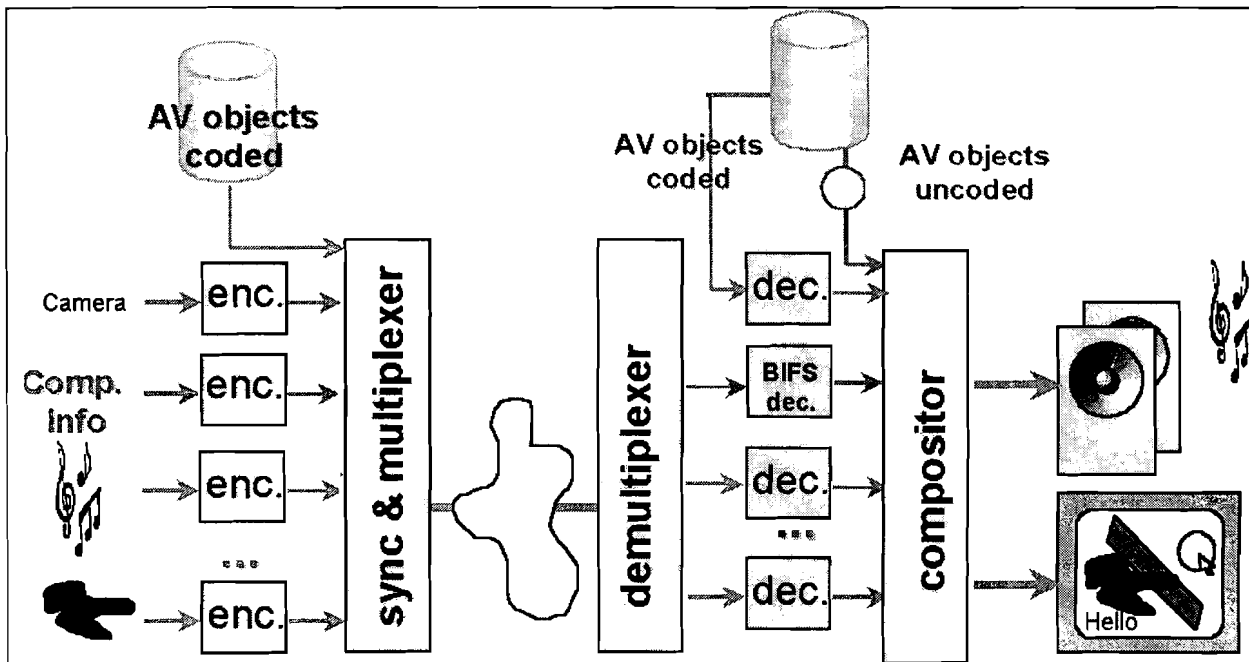 AV objects
coded
AV objects
coded
AV objects
uncoded
Camera
enc.
Comp.
info
enc.
enc.
...
enc.
sync & multiplexer
demultiplexer
dec.
BIFS
dec.
dec.
...
dec.
compositor
Hello